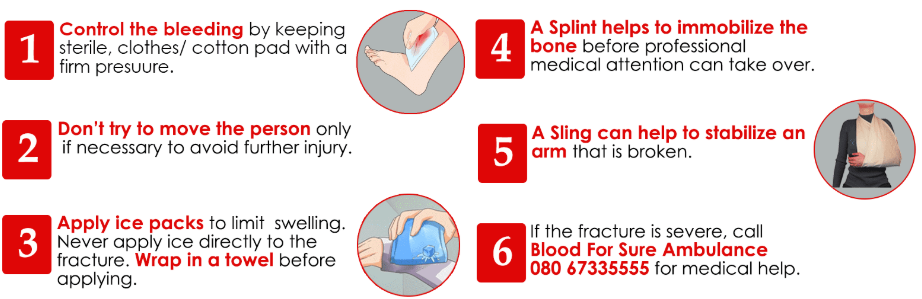 1
Control the bleeding by keeping
sterile, clothes/ cotton pad with a
firm presuure.
2
Don't try to move the person only
if necessary to avoid further injury.
3
Apply ice packs to limit swelling.
Never apply ice directly to the
fracture. Wrap in a towel before
applying.
4
A Splint helps to immobilize the
bone before professional
medical attention can take over.
5
A Sling can help to stabilize an
arm that is broken.
6
If the fracture is severe, call
Blood For Sure Ambulance
080 67335555 for medical help.